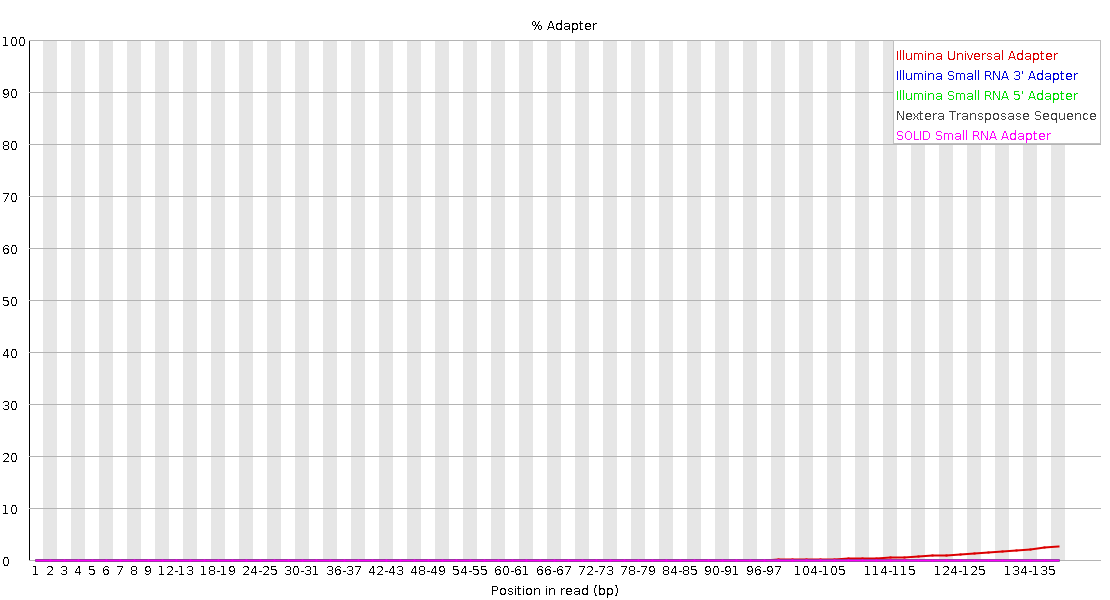 % Adapter
100
90
80
70
60
50
40
30
20
10
0
Illumina Universal Adapter
Illumina Small RNA 3' Adapter
Illumina Small RNA 5' Adapter
Nextera Transposase Sequence
SOLID Small RNA Adapter
1 2 3 4 5 6 7 8 9 12-13 18-19 24-25 30-31 36-37 42-43 48-49 54-55 60-61 66-67 72-73 78-79 84-85 90-91 96-97 104-105 114-115 124-125 134-135
Position in read (bp)